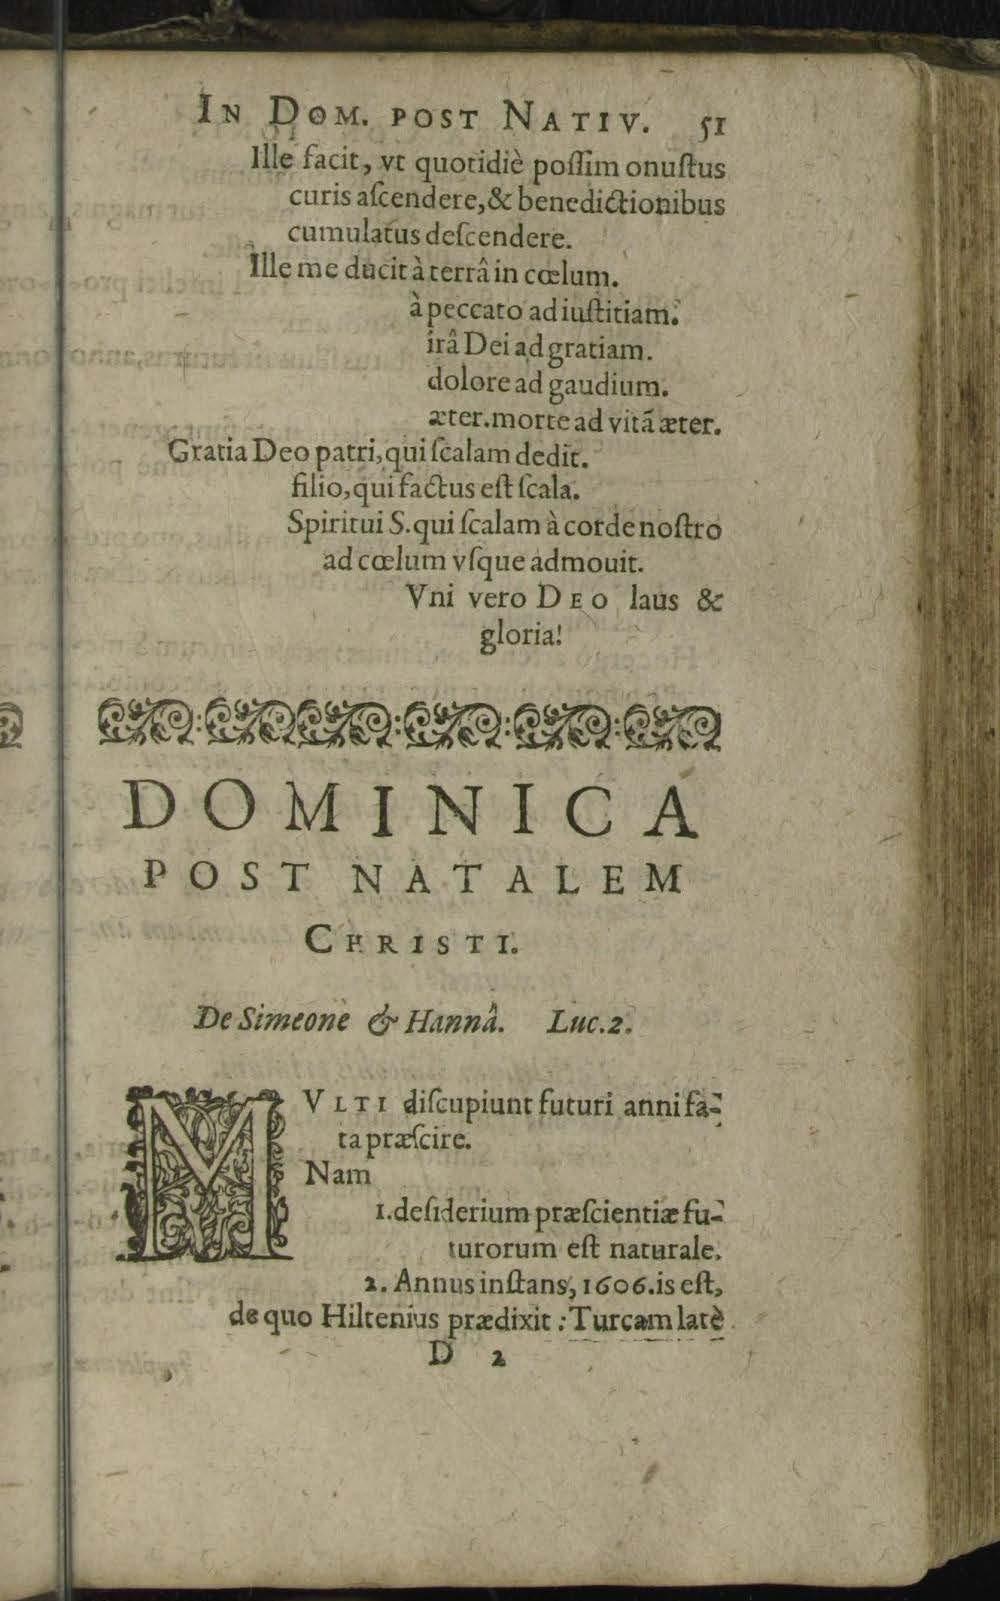 IN DOM. POST NATIV. 51
Ille facit, vt quotidiè poſſim onuſtus
curis aſcendere, & benedictionibus
cumulatus deſcendere.
Ille me ducit à terrâ in cœlum.
à peccato ad iuſtitiam.
irâ Dei ad gratiam.
dolore ad gaudium.
æter. morte ad vitã æter.
Gratia Deo patri, qui ſcalam dedit.
filio, qui factus eſt ſcala.
Spiritui S. qui ſcalam à corde noſtro
ad cœlum vſque admouit.
Vni vero DEO laus &
gloria!
DOMINICA
POST NATALEM
CHRISTI.
De Simeone & Hannâ. Luc. 2.
MVLTI diſcupiunt futuri anni fa-
ta præſcire.
Nam
1. deſiderium præſcientiæ fu-
turorum eſt naturale.
2. Annus inſtans, 1606. is eſt,
de quo Hiltenius prædixit: Turcam latè
D 2